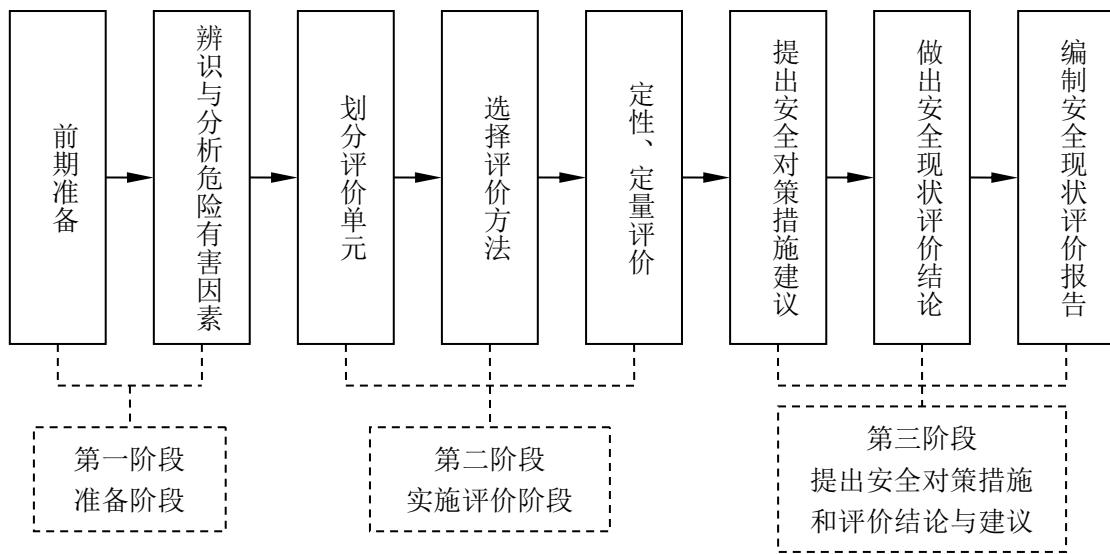 前期准备
辨识与分析危险有害因素
划分评价单元
选择评价方法
定性、定量评价
提出安全对策措施建议
做出安全现状评价结论
编制安全现状评价报告
第一阶段
准备阶段
第二阶段
实施评价阶段
第三阶段
提出安全对策措施
和评价结论与建议